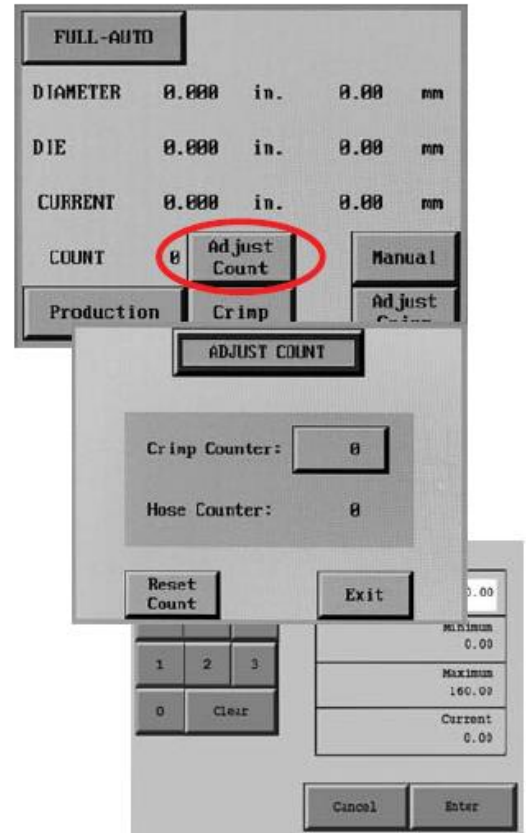 FULL-AUTO
DIAMETER 0.000 in. 0.00 mm
DIE 0.000 in. 0.00 mm
CURRENT 0.000 in. 0.00 mm
COUNT 0 Adjust Count Manual
Production Crimp Adjust
ADJUST COUNT
Crimp Counter: 0
Hose Counter: 0
Reset Count Exit
Minimum
0.00
1 2 3
Maximum
160.00
0 Clear
Current
0.00
Cancel Enter